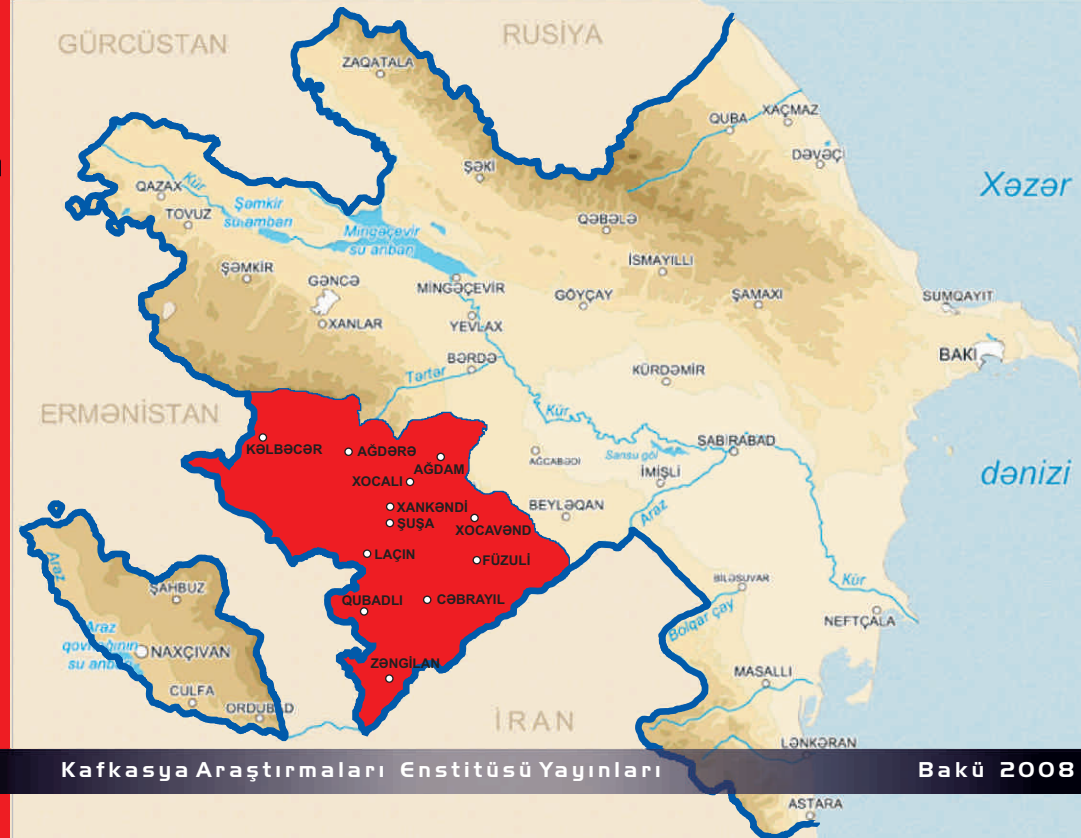 GÜRCÜSTAN
RUSİYA
ZAQATALA
XAÇMAZ
QUBA
DƏVƏÇİ
ŞƏKİ
Xəzər
Kür
QAZAX
TOVUZ
Şəmkir
su ambarı
Mingəçevir
su anbarı
QƏBƏLƏ
İSMAYILLI
ŞƏMKİR
GƏNCƏ
MİNGƏÇEVİR
GÖYÇAY
ŞAMAXI
SUMQAYIT
XANLAR
YEVLAX
BAKI
BƏRDƏ
Tərtər
KÜRDƏMİR
ERMƏNİSTAN
Kür
SABİRABAD
KƏLBƏCƏR
AĞDƏRƏ
AĞDAM
AĞCABƏDİ
Sarısu göl
İMİŞLİ
dənizi
XOCALI
XANKƏNDİ
ŞUŞA
XOCAVƏND
BEYLƏQAN
Araz
LAÇIN
FÜZULİ
Araz
ŞAHBUZ
QUBADLI
CƏBRAYIL
BİLƏSUVAR
Kür
NEFTÇALA
Bolqar çay
Araz
qovşağının
su anbarı
NAXÇIVAN
ZƏNGİLAN
MASALLI
CULFA
ORDUBAD
İRAN
LƏNKƏRAN
Kafkasya Araştırmaları Enstitüsü Yayınları
Bakü 2008
ASTARA